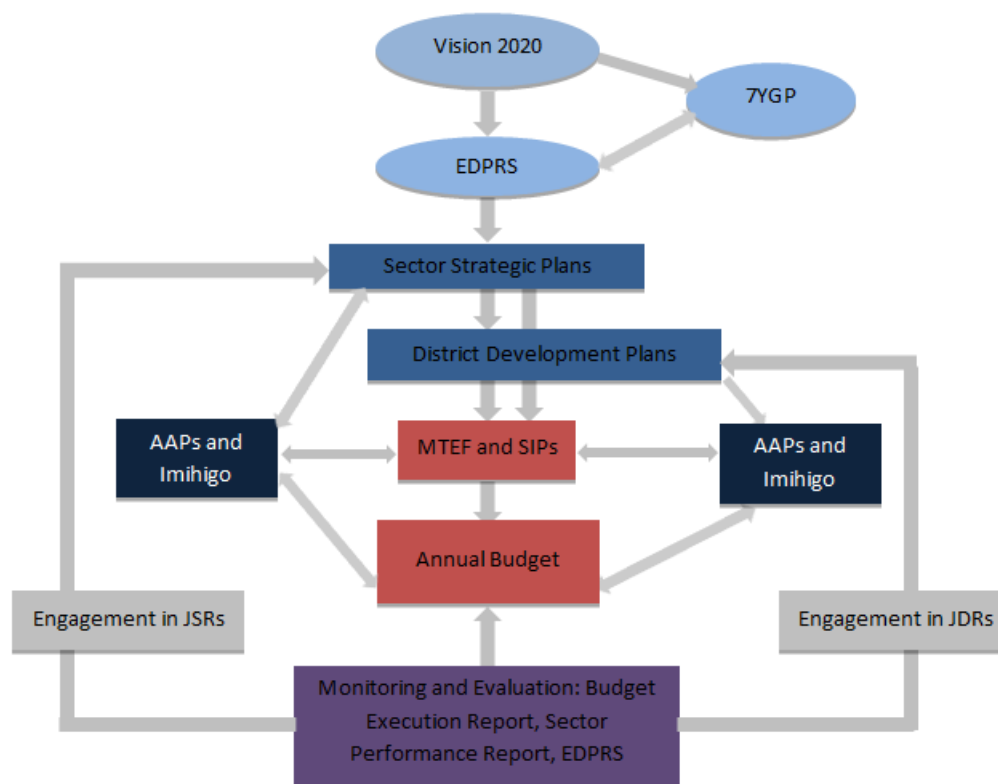 Vision 2020
7YGP
EDPRS
Sector Strategic Plans
District Development Plans
AAPs and
Imihigo
MTEF and SIPs
AAPs and
Imihigo
Annual Budget
Engagement in JSRs
Engagement in JDRs
Monitoring and Evaluation: Budget
Execution Report, Sector
Performance Report, EDPRS